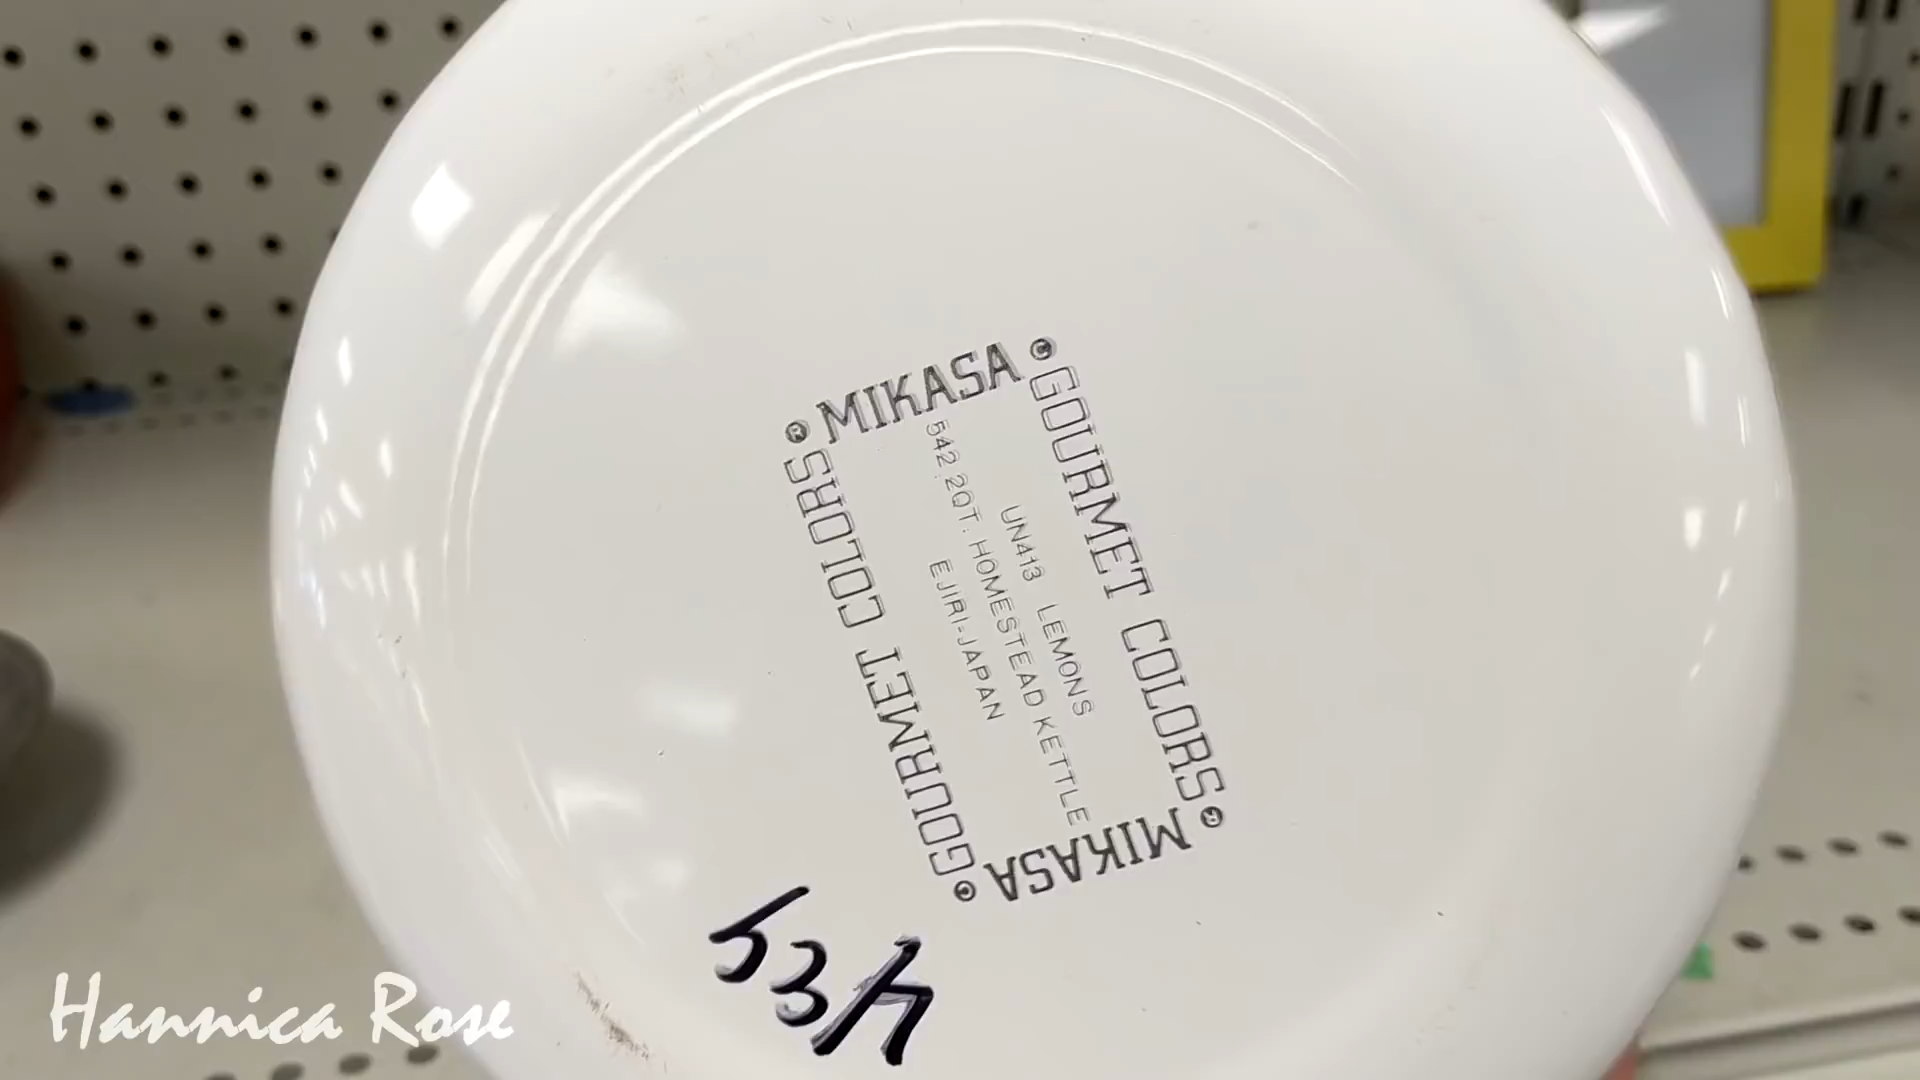 MIKASA
® GOURMET COLORS ®
UN413 LEMONS
542 2QT. HOMESTEAD KETTLE
EJIRI-JAPAN
MIKASA
® GOURMET COLORS ®
Hannica Rose